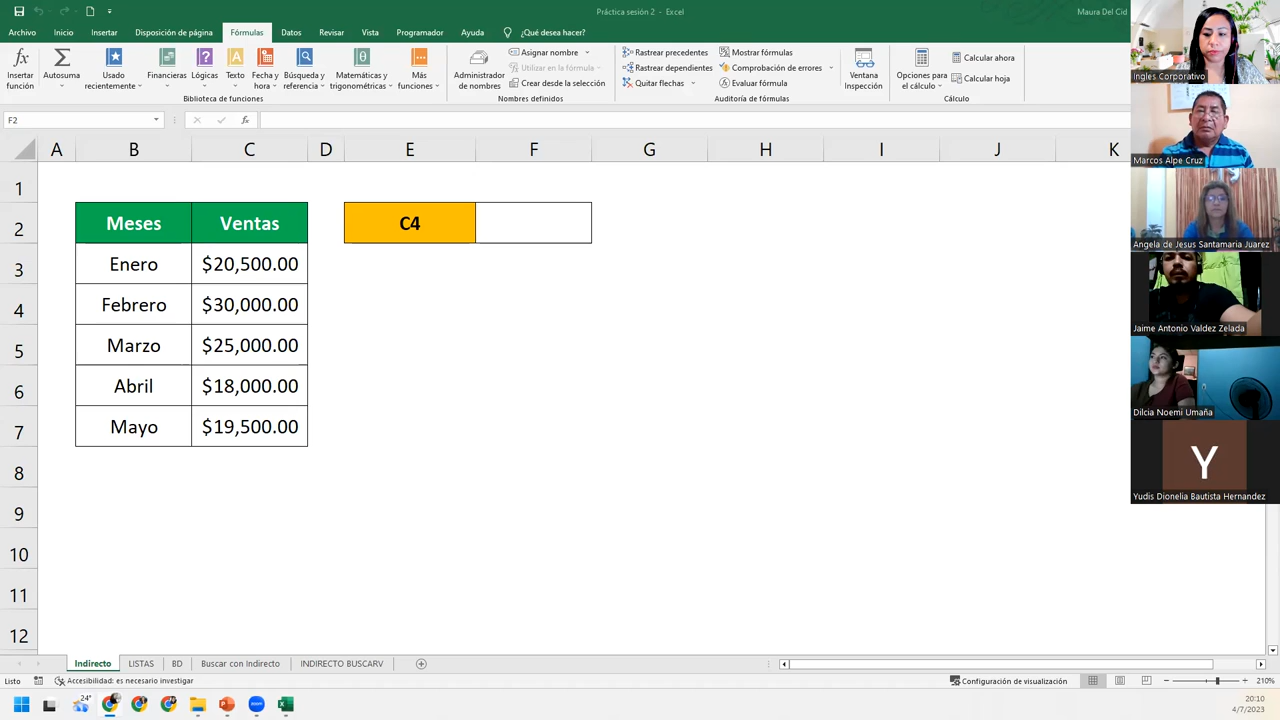 Práctica sesión 2 - Excel
Maura Del Cid
Archivo Inicio Insertar Disposición de página Fórmulas Datos Revisar Vista Programador Ayuda ¿Qué desea hacer?
Insertar función
Autosuma
Usado recientemente
Financieras
Lógicas
Texto
Fecha y hora
Búsqueda y referencia
Matemáticas y trigonométricas
Más funciones
Biblioteca de funciones
Administrador de nombres
Asignar nombre
Utilizar en la fórmula
Crear desde la selección
Nombres definidos
Rastrear precedentes
Rastrear dependientes
Quitar flechas
Mostrar fórmulas
Comprobación de errores
Evaluar fórmula
Auditoría de fórmulas
Ventana Inspección
Opciones para el cálculo
Calcular ahora
Calcular hoja
Cálculo
F2
fx
A B C D E F G H I J K
1
2 Meses Ventas C4
3 Enero $20,500.00
4 Febrero $30,000.00
5 Marzo $25,000.00
6 Abril $18,000.00
7 Mayo $19,500.00
8
9
10
11
12
Indirecto LISTAS BD Buscar con Indirecto INDIRECTO BUSCARV
Listo Accesibilidad: es necesario investigar Configuración de visualización 210%
24°
zoom
20:10
4/7/2023
Ingles Corporativo
Marcos Alpe Cruz
Angela de Jesus Santamaria Juarez
Jaime Antonio Valdez Zelada
Dilcia Noemi Umaña
Y
Yudis Dionelia Bautista Hernandez